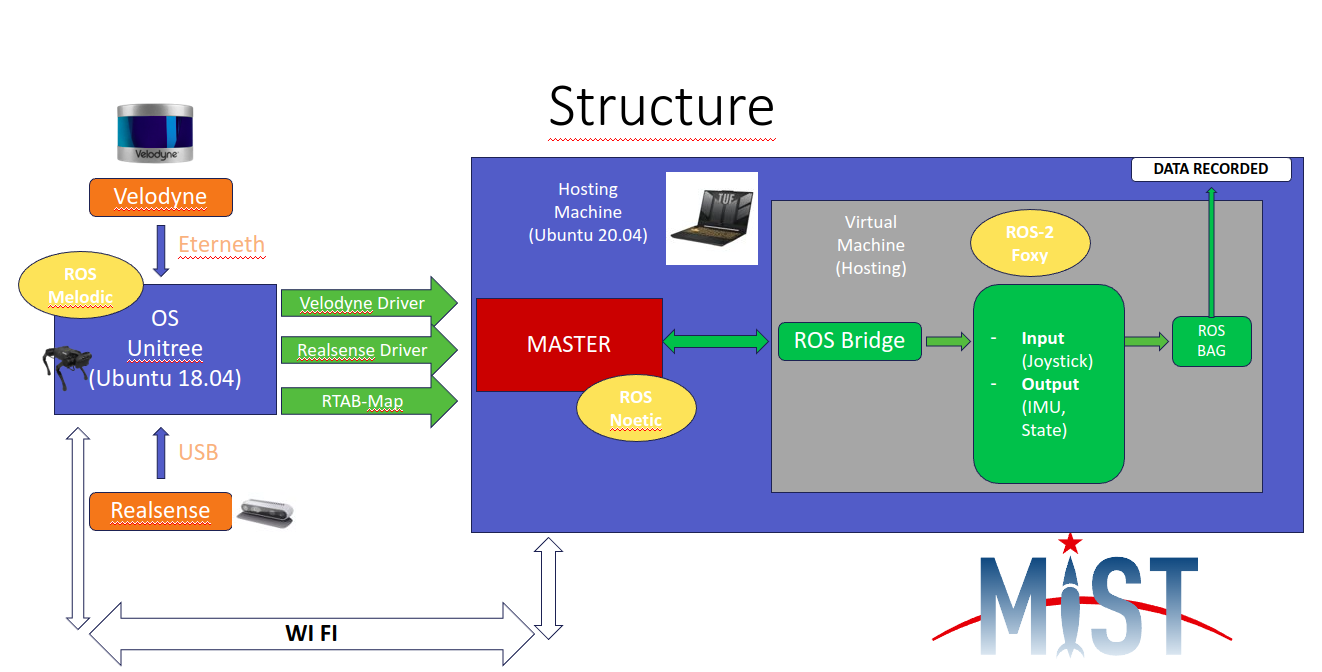 Structure
Velodyne
Velodyne
Eterneth
ROS
Melodic
OS
Unitree
(Ubuntu 18.04)
USB
Realsense
Velodyne Driver
Realsense Driver
RTAB-Map
WI FI
Hosting
Machine
(Ubuntu 20.04)
TUF
MASTER
ROS
Noetic
Virtual
Machine
(Hosting)
ROS-2
Foxy
ROS Bridge
- Input
(Joystick)
- Output
(IMU,
State)
ROS
BAG
DATA RECORDED
MIST